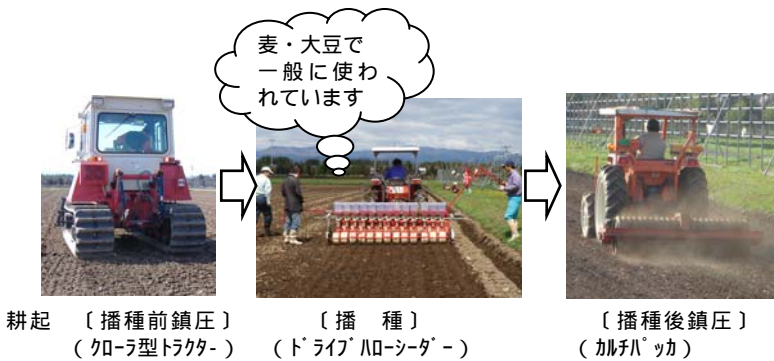 麦・大豆で
一般に使わ
れています
耕起 〔播種前鎮圧〕 〔播 種〕 〔播種後鎮圧〕
（ｸﾛｰﾗ型ﾄﾗｸﾀ-） （ﾄﾞﾗｲﾌﾞﾊﾛｰｼｰﾀﾞｰ） （ｶﾙﾁﾊﾟｯｶ）